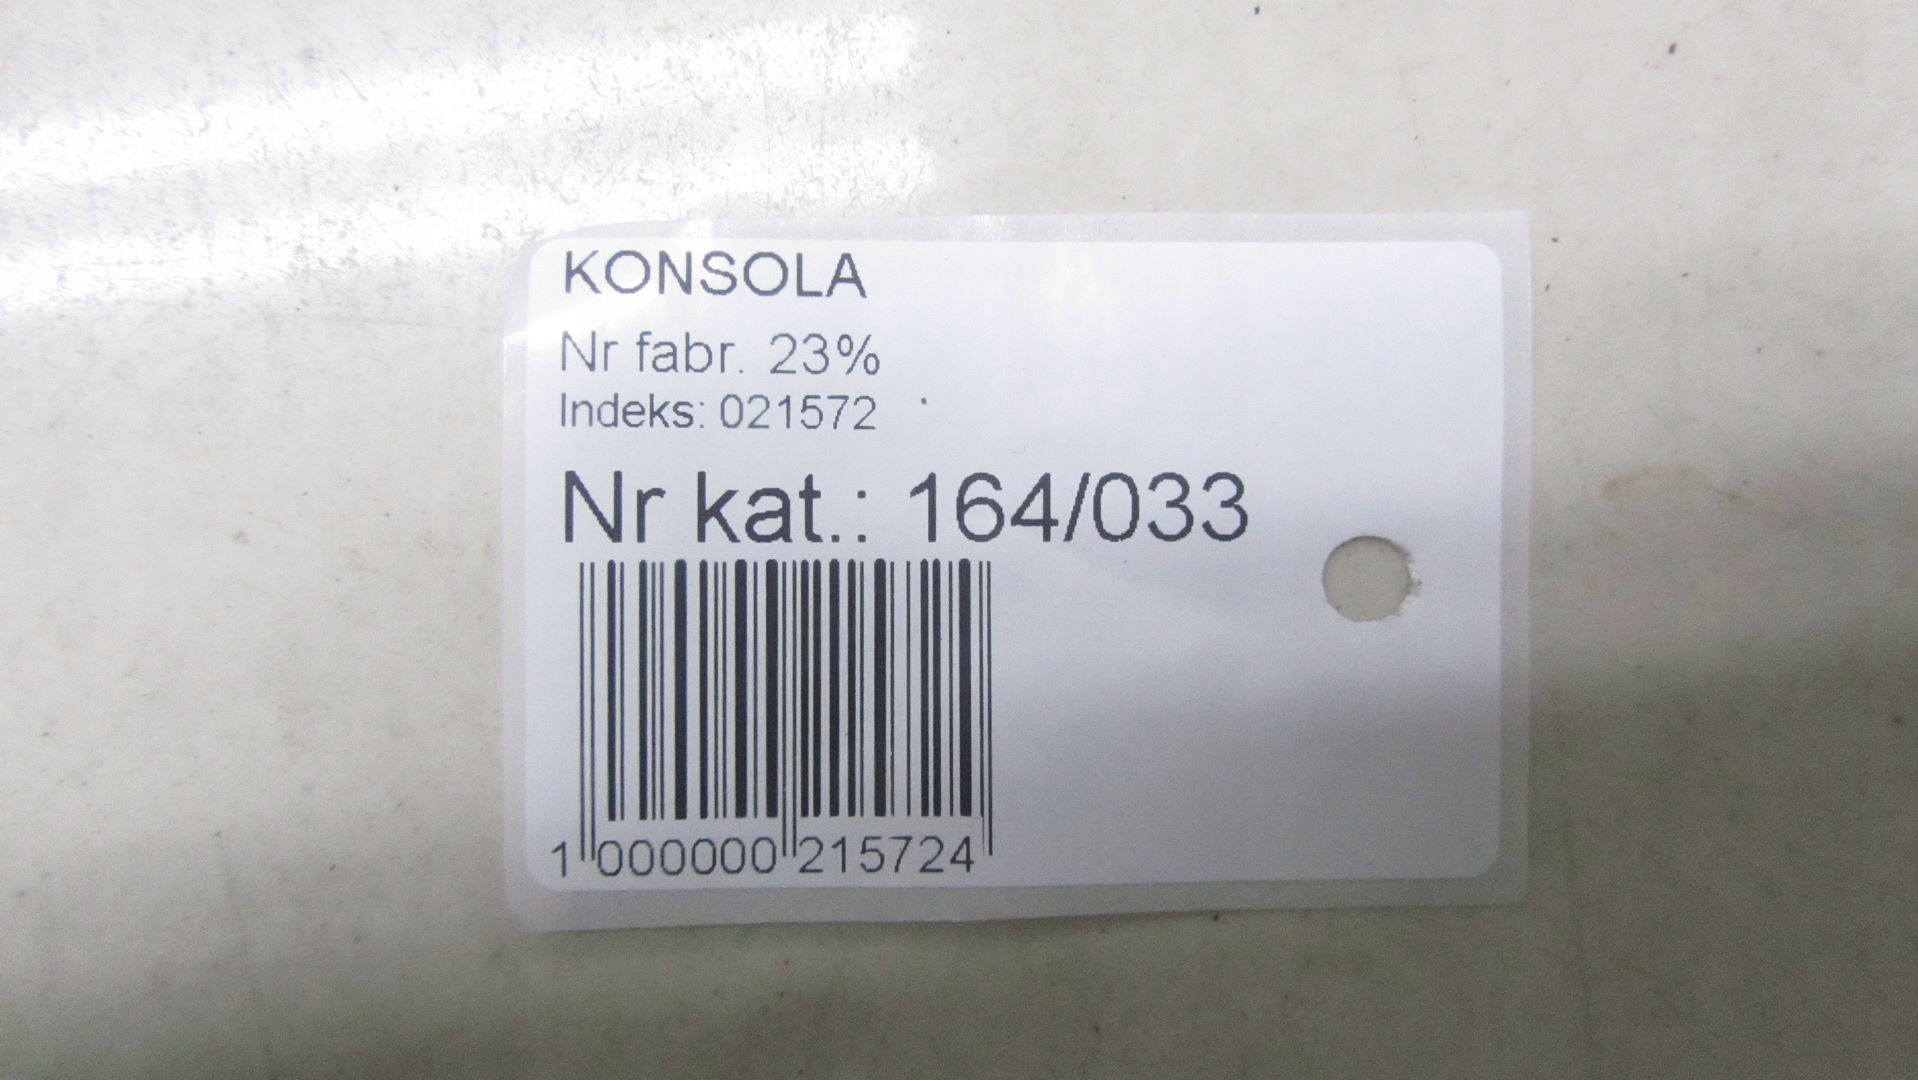 KONSOLA
Nr fabr. 23%
Indeks: 021572
Nr kat.: 164/033
1 000000 215724